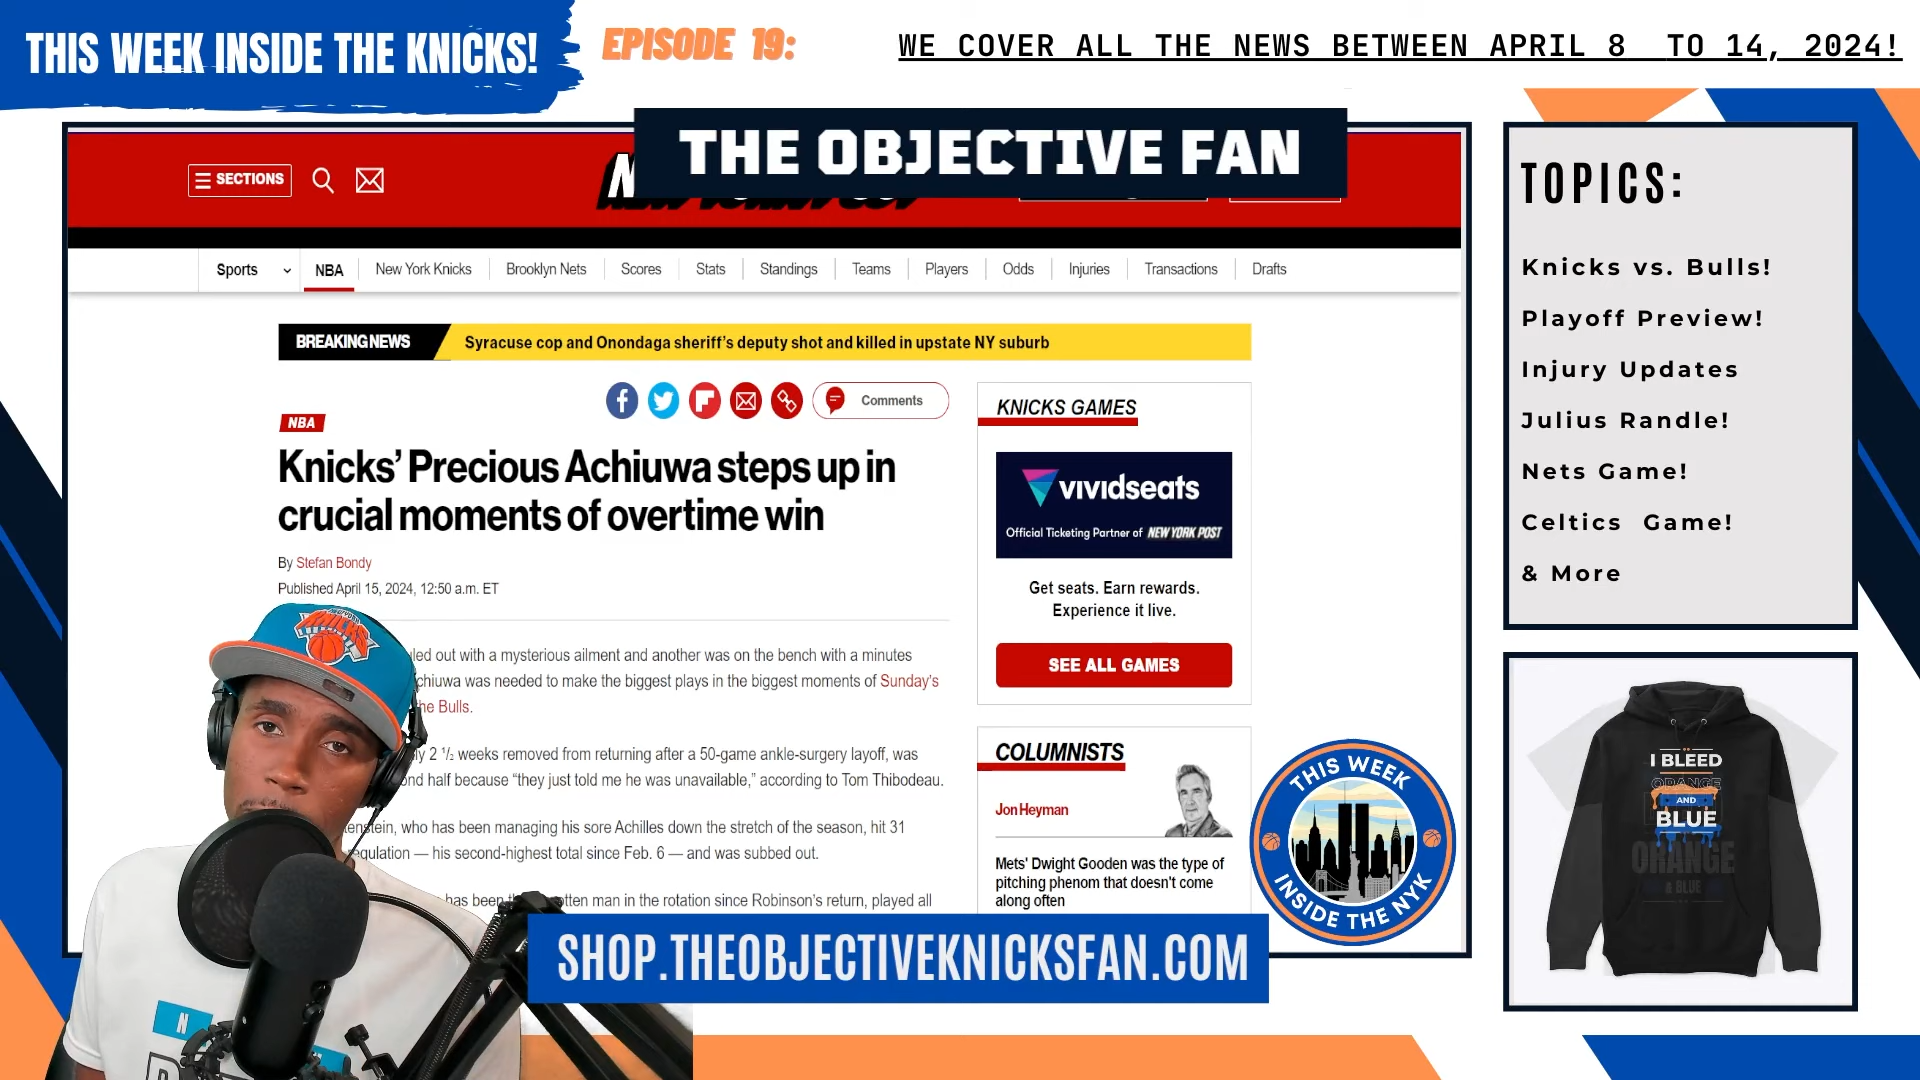 THIS WEEK INSIDE THE KNICKS!
EPISODE 19:
WE COVER ALL THE NEWS BETWEEN APRIL 8 TO 14, 2024!
THE OBJECTIVE FAN
SECTIONS
Sports
NBA
New York Knicks
Brooklyn Nets
Scores
Stats
Standings
Teams
Players
Odds
Injuries
Transactions
Drafts
BREAKING NEWS
Syracuse cop and Onondaga sheriff's deputy shot and killed in upstate NY suburb
Comments
NBA
Knicks' Precious Achiuwa steps up in
crucial moments of overtime win
By Stefan Bondy
Published April 15, 2024, 12:50 a.m. ET
out with a mysterious ailment and another was on the bench with a minutes
was needed to make the biggest plays in the biggest moments of Sunday's
the Bulls.
2 ½ weeks removed from returning after a 50-game ankle-surgery layoff, was
half because “they just told me he was unavailable,” according to Tom Thibodeau.
who has been managing his sore Achilles down the stretch of the season, hit 31
regulation — his second-highest total since Feb. 6 — and was subbed out.
has been man in the rotation since Robinson's return, played all
KNICKS GAMES
vividseats
Official Ticketing Partner of NEW YORK POST
Get seats. Earn rewards.
Experience it live.
SEE ALL GAMES
COLUMNISTS
Jon Heyman
Mets' Dwight Gooden was the type of
pitching phenom that doesn't come
along often
THIS WEEK
INSIDE THE NYK
SHOP.THEOBJECTIVEKNICKSFAN.COM
KNICKS
N
TOPICS:
Knicks vs. Bulls!
Playoff Preview!
Injury Updates
Julius Randle!
Nets Game!
Celtics Game!
& More
I BLEED
ORANGE
AND
BLUE
ORANGE
& BLUE